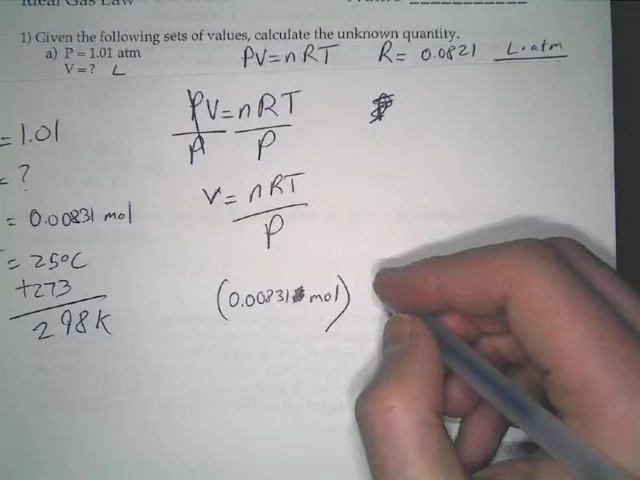 Ideal Gas Law
1) Given the following sets of values, calculate the unknown quantity.
a) P = 1.01 atm
V = ? L
PV=nRT R= 0.0821 L·atm
PV=nRT
P P
= 1.01
= ?
V= nRT
P
= 0.00831 mol
= 25°C
+273
298K
(0.00831 mol)